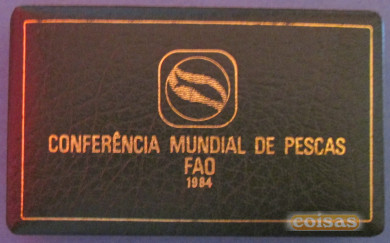 CONFERÊNCIA MUNDIAL DE PESCAS
FAO
1984
coisas